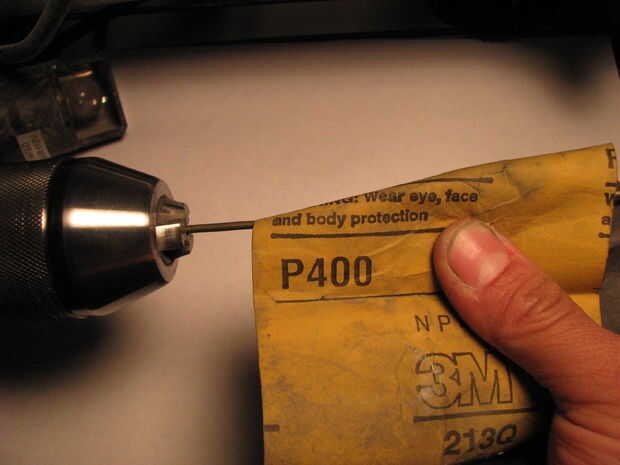 wear eye, face
and body protection
P400
3M
213Q